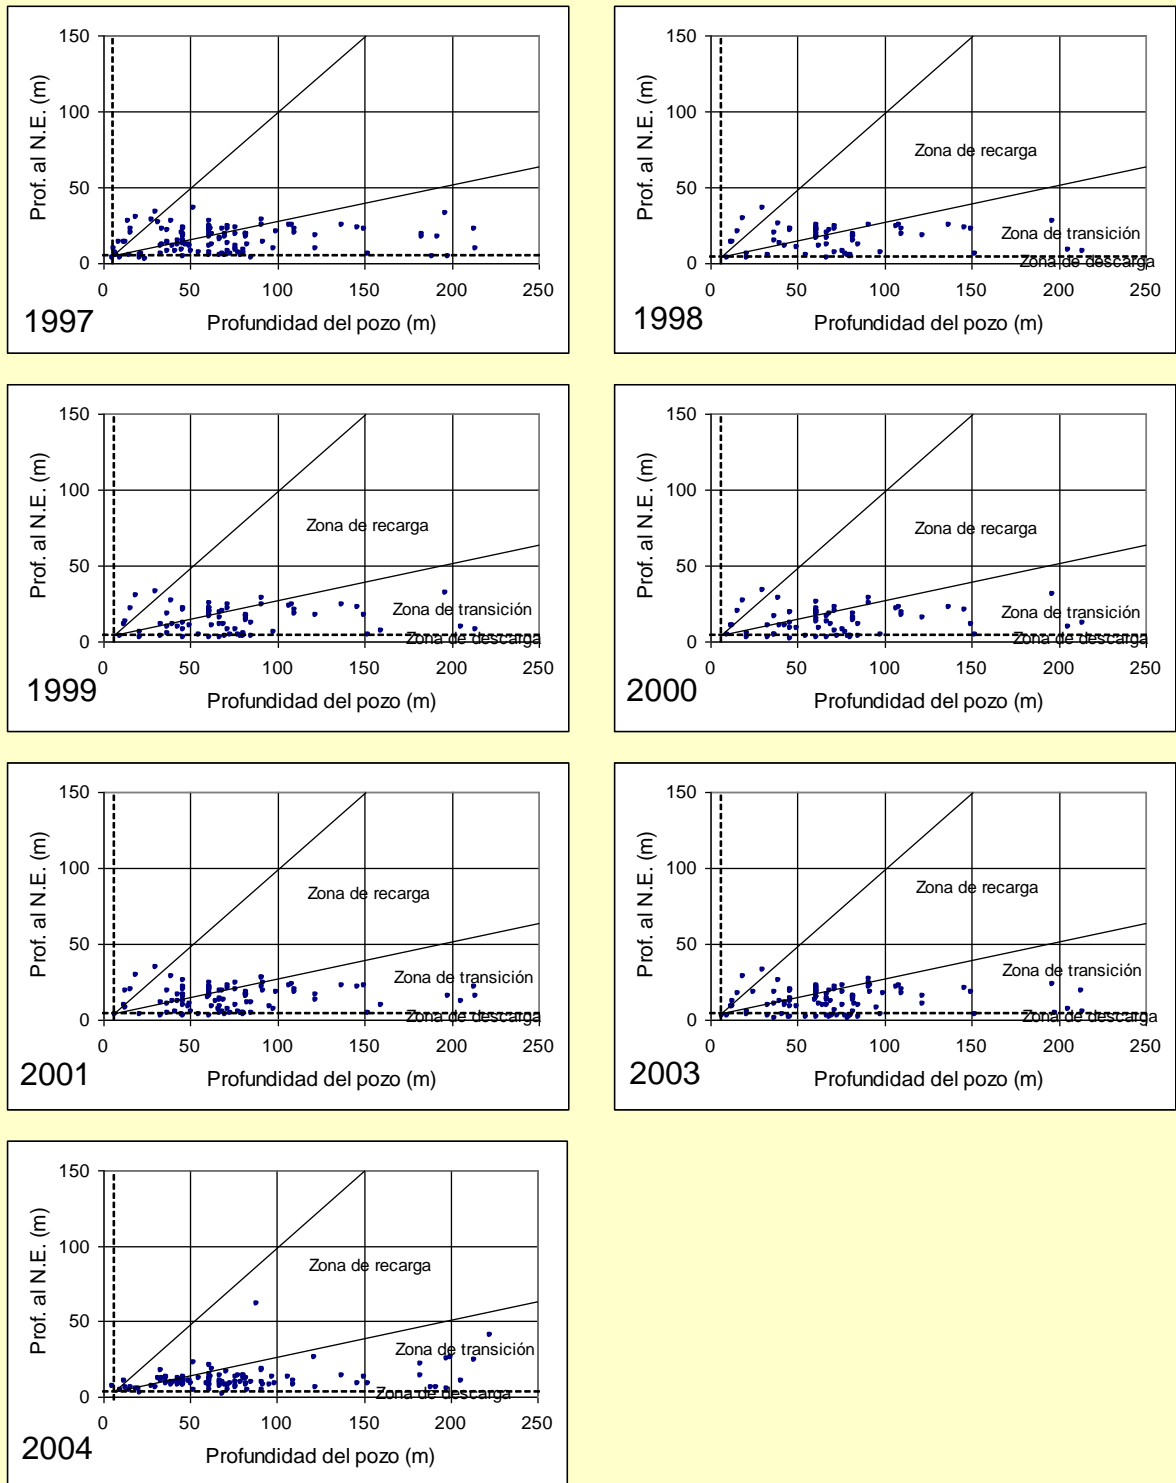 150
100
50
0
Prof. al N.E. (m)
0 50 100 150 200 250
Profundidad del pozo (m)
1997
150
100
50
0
Prof. al N.E. (m)
Zona de recarga
Zona de transición
Zona de descarga
0 50 100 150 200 250
Profundidad del pozo (m)
1998
150
100
50
0
Prof. al N.E. (m)
Zona de recarga
Zona de transición
Zona de descarga
0 50 100 150 200 250
Profundidad del pozo (m)
1999
150
100
50
0
Prof. al N.E. (m)
Zona de recarga
Zona de transición
Zona de descarga
0 50 100 150 200 250
Profundidad del pozo (m)
2000
150
100
50
0
Prof. al N.E. (m)
Zona de recarga
Zona de transición
Zona de descarga
0 50 100 150 200 250
Profundidad del pozo (m)
2001
150
100
50
0
Prof. al N.E. (m)
Zona de recarga
Zona de transición
Zona de descarga
0 50 100 150 200 250
Profundidad del pozo (m)
2003
150
100
50
0
Prof. al N.E. (m)
Zona de recarga
Zona de transición
Zona de descarga
0 50 100 150 200 250
Profundidad del pozo (m)
2004